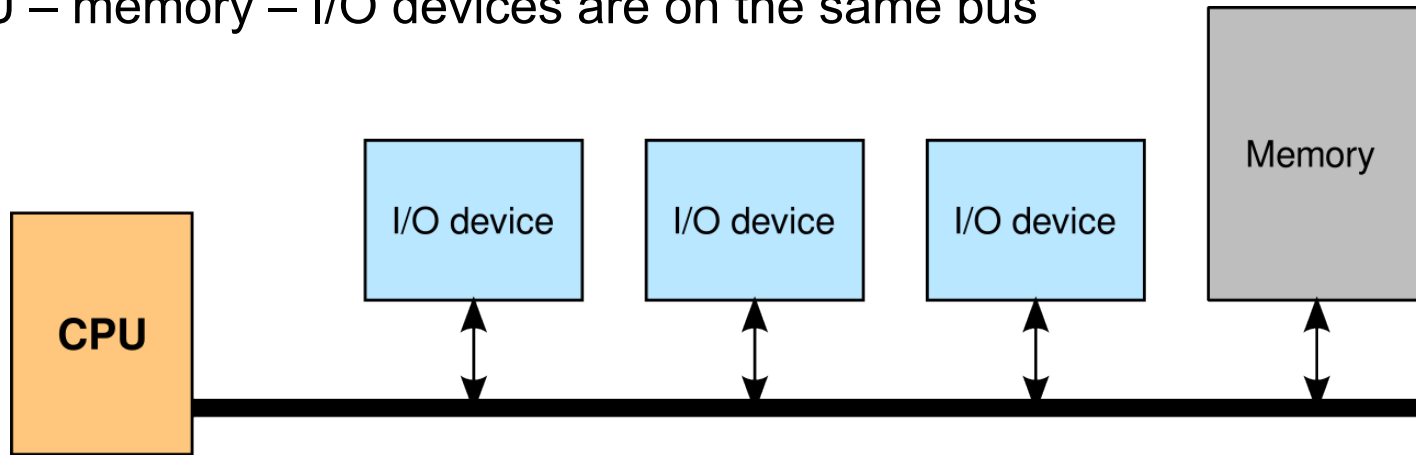 – memory – I/O devices are on the same bus
Memory
I/O device
I/O device
I/O device
CPU